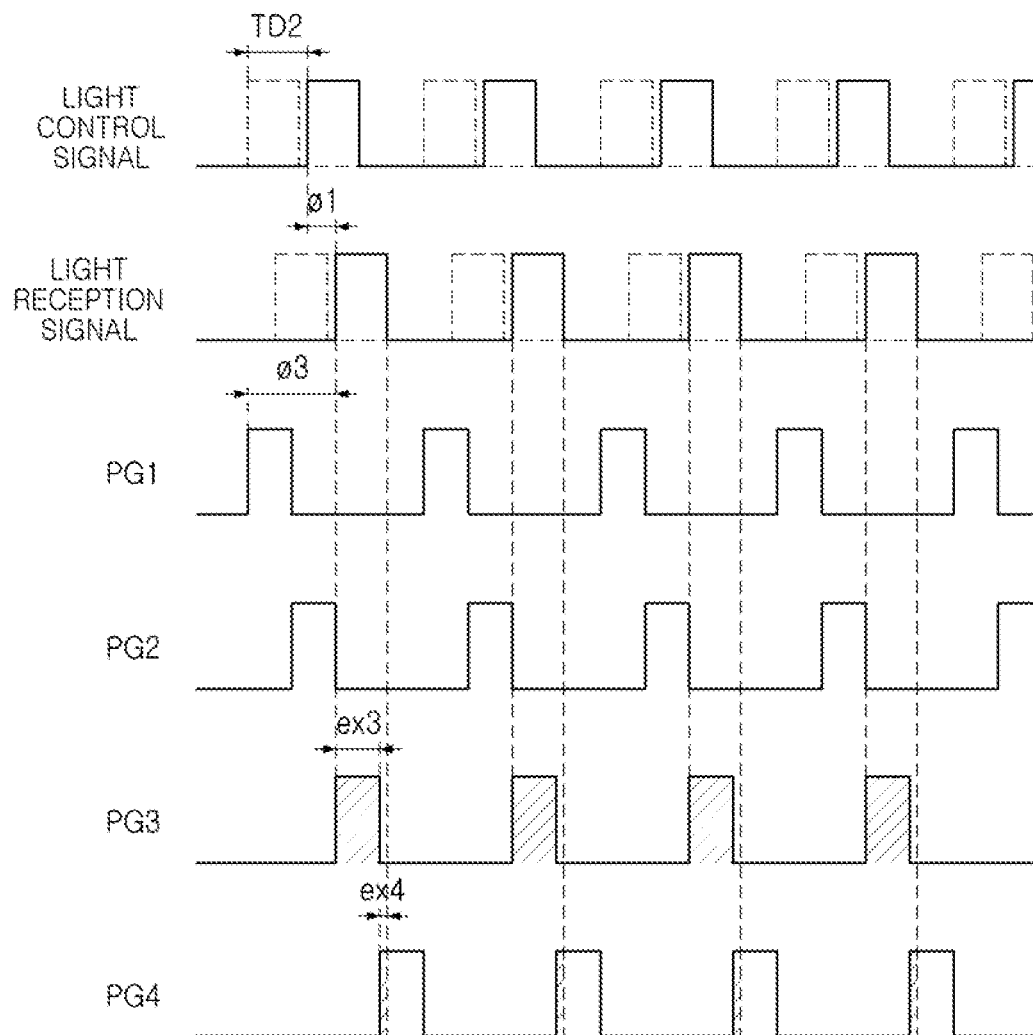 TD2
LIGHT
CONTROL
SIGNAL
ø1
LIGHT
RECEPTION
SIGNAL
ø3
PG1
PG2
ex3
PG3
ex4
PG4